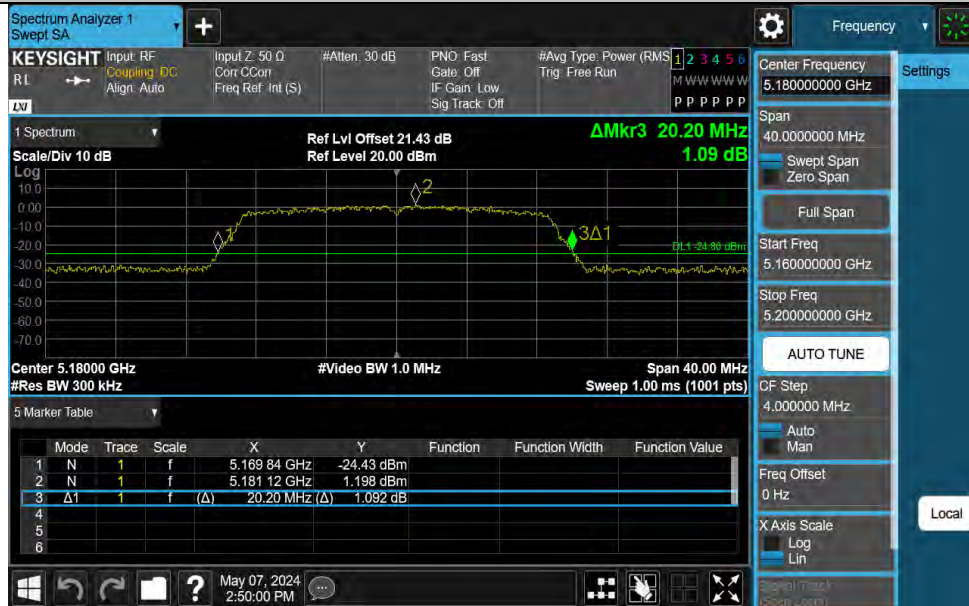 Spectrum Analyzer 1
Swept SA
+
Frequency
KEYSIGHT Input: RF Input Z: 50 Ω #Atten: 30 dB PNO: Fast #Avg Type: Power (RMS 1 2 3 4 5 6
RL Coupling: DC Corr CCorr Gate: Off Trig: Free Run M W W W W W
Align: Auto Freq Ref: Int (S) IF Gain: Low
LXI Sig Track: Off P P P P P P
Center Frequency
5.180000000 GHz
Settings
Span
40.0000000 MHz
Swept Span
Zero Span
Full Span
Start Freq
5.160000000 GHz
Stop Freq
5.200000000 GHz
AUTO TUNE
CF Step
4.000000 MHz
Auto
Man
Freq Offset
0 Hz
X Axis Scale
Log
Lin
Signal Track
(Span Zoom)
Local
1 Spectrum
Ref Lvl Offset 21.43 dB ΔMkr3 20.20 MHz
Scale/Div 10 dB Ref Level 20.00 dBm 1.09 dB
Log
10.0
0.00
-10.0
-20.0
-30.0
-40.0
-50.0
-60.0
-70.0
1
2
3Δ1
DL1 -24.80 dBm
Center 5.18000 GHz #Video BW 1.0 MHz Span 40.00 MHz
#Res BW 300 kHz Sweep 1.00 ms (1001 pts)
5 Marker Table
Mode Trace Scale X Y Function Function Width Function Value
1 N 1 f 5.169 84 GHz -24.43 dBm
2 N 1 f 5.181 12 GHz 1.198 dBm
3 Δ1 1 f (Δ) 20.20 MHz (Δ) 1.092 dB
4
5
6
?
May 07, 2024
2:50:00 PM